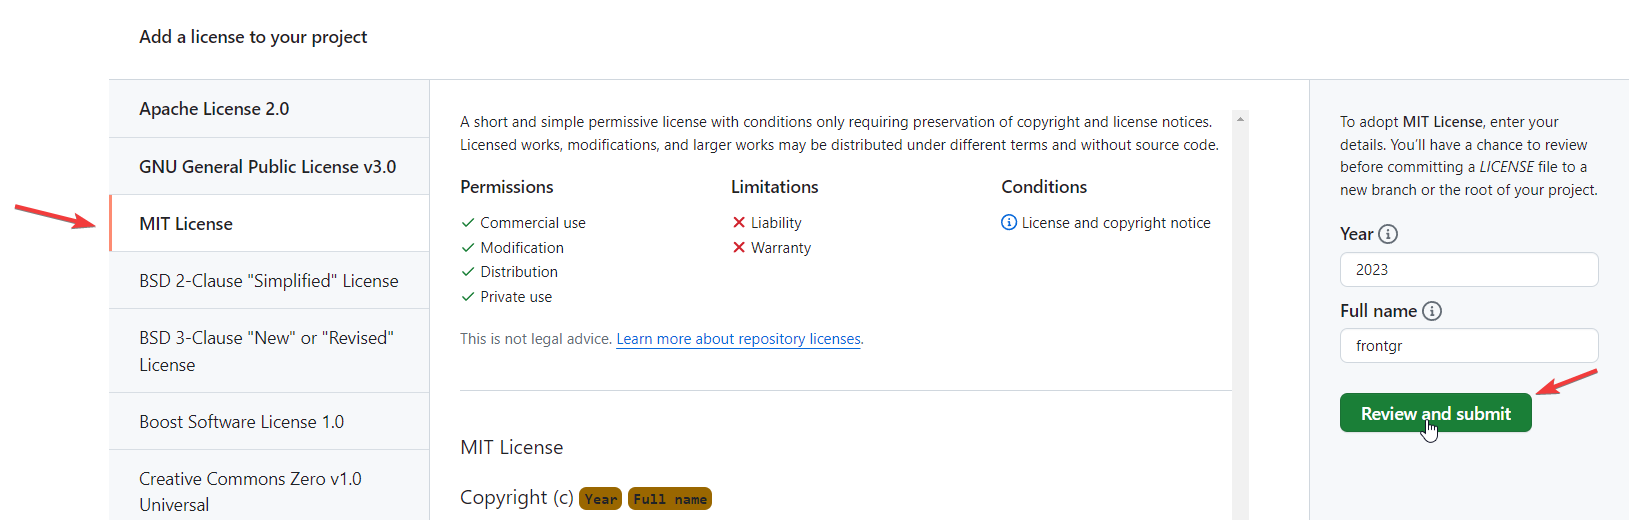 Add a license to your project
Apache License 2.0
GNU General Public License v3.0
MIT License
BSD 2-Clause "Simplified" License
BSD 3-Clause "New" or "Revised"
License
Boost Software License 1.0
Creative Commons Zero v1.0
Universal
A short and simple permissive license with conditions only requiring preservation of copyright and license notices.
Licensed works, modifications, and larger works may be distributed under different terms and without source code.
Permissions
Commercial use
Modification
Distribution
Private use
Limitations
Liability
Warranty
Conditions
License and copyright notice
This is not legal advice. Learn more about repository licenses.
MIT License
Copyright (c) Year Full name
To adopt MIT License, enter your
details. You'll have a chance to review
before committing a LICENSE file to a
new branch or the root of your project.
Year
2023
Full name
frontgr
Review and submit